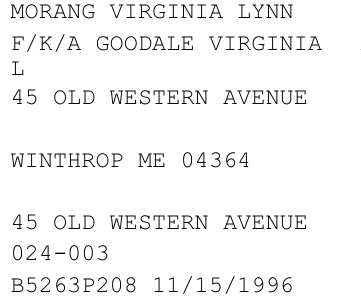 MORANG VIRGINIA LYNN
F/K/A GOODALE VIRGINIA
L
45 OLD WESTERN AVENUE
WINTHROP ME 04364
45 OLD WESTERN AVENUE
024-003
B5263P208 11/15/1996